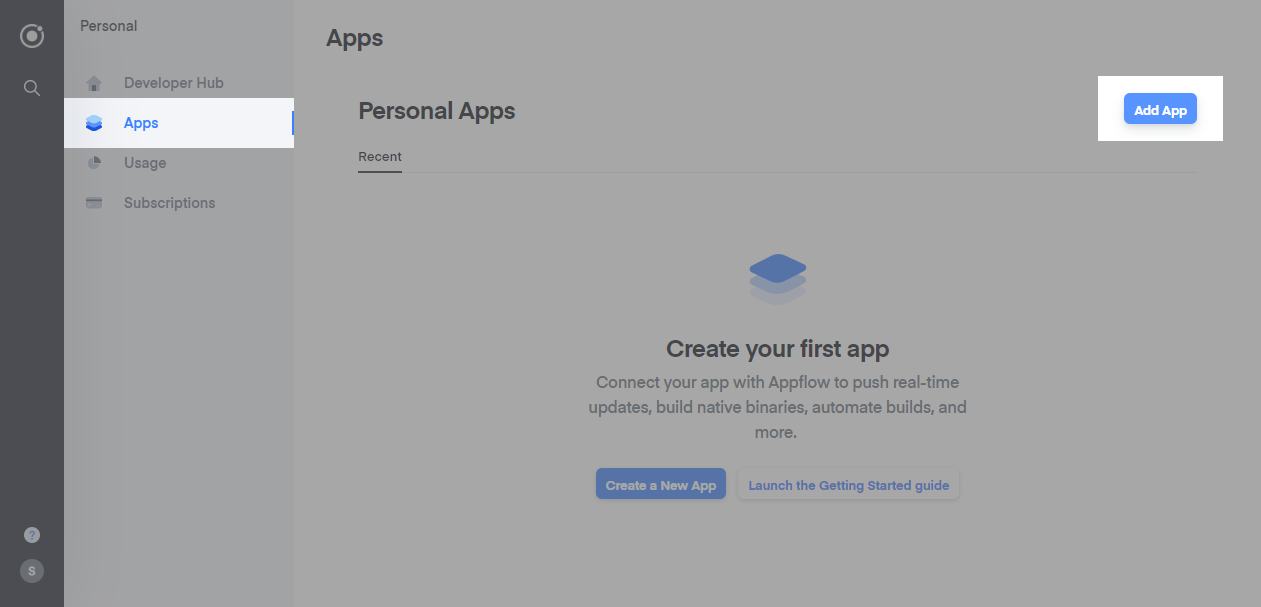 Personal
Developer Hub
Apps
Usage
Subscriptions
?
S
Apps
Personal Apps
Add App
Recent
Create your first app
Connect your app with Appflow to push real-time
updates, build native binaries, automate builds, and
more.
Create a New App
Launch the Getting Started guide